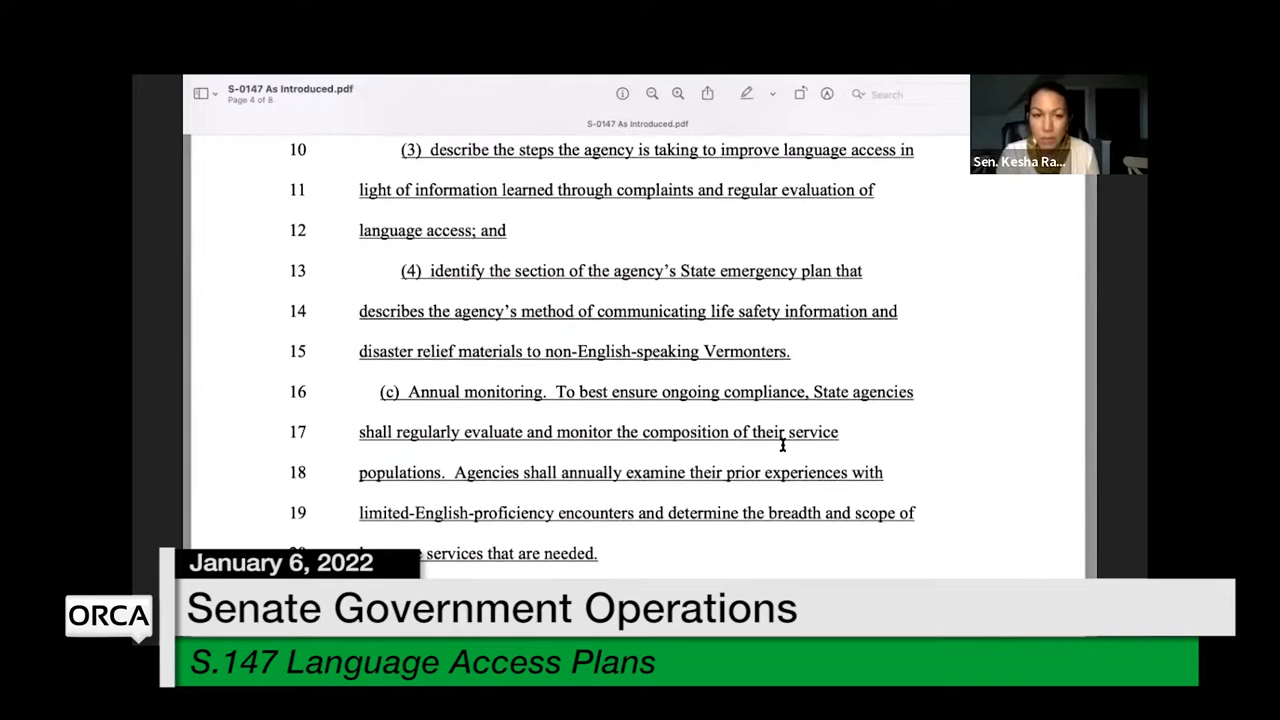 S-0147 As Introduced.pdf
Page 4 of 8
Search
S-0147 As Introduced.pdf
Sen. Kesha Ra...
10 (3) describe the steps the agency is taking to improve language access in
11 light of information learned through complaints and regular evaluation of
12 language access; and
13 (4) identify the section of the agency's State emergency plan that
14 describes the agency's method of communicating life safety information and
15 disaster relief materials to non-English-speaking Vermonters.
16 (c) Annual monitoring. To best ensure ongoing compliance, State agencies
17 shall regularly evaluate and monitor the composition of their service
18 populations. Agencies shall annually examine their prior experiences with
19 limited-English-proficiency encounters and determine the breadth and scope of
services that are needed.
January 6, 2022
ORCA
Senate Government Operations
S.147 Language Access Plans